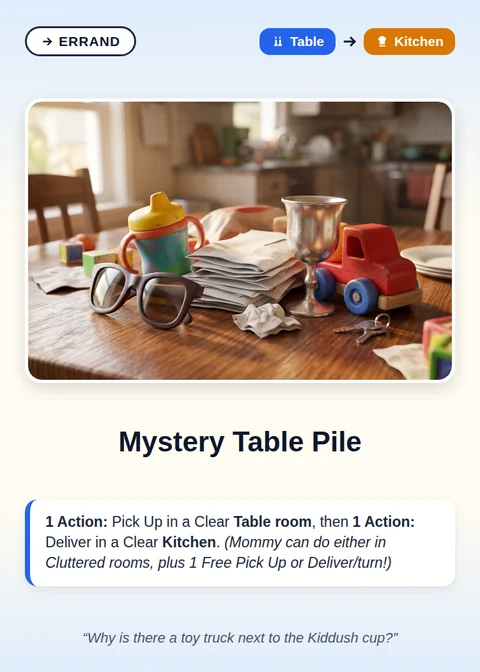 → ERRAND
Table → Kitchen
Mystery Table Pile
1 Action: Pick Up in a Clear Table room, then 1 Action:
Deliver in a Clear Kitchen. (Mommy can do either in
Cluttered rooms, plus 1 Free Pick Up or Deliver/turn!)
“Why is there a toy truck next to the Kiddush cup?”